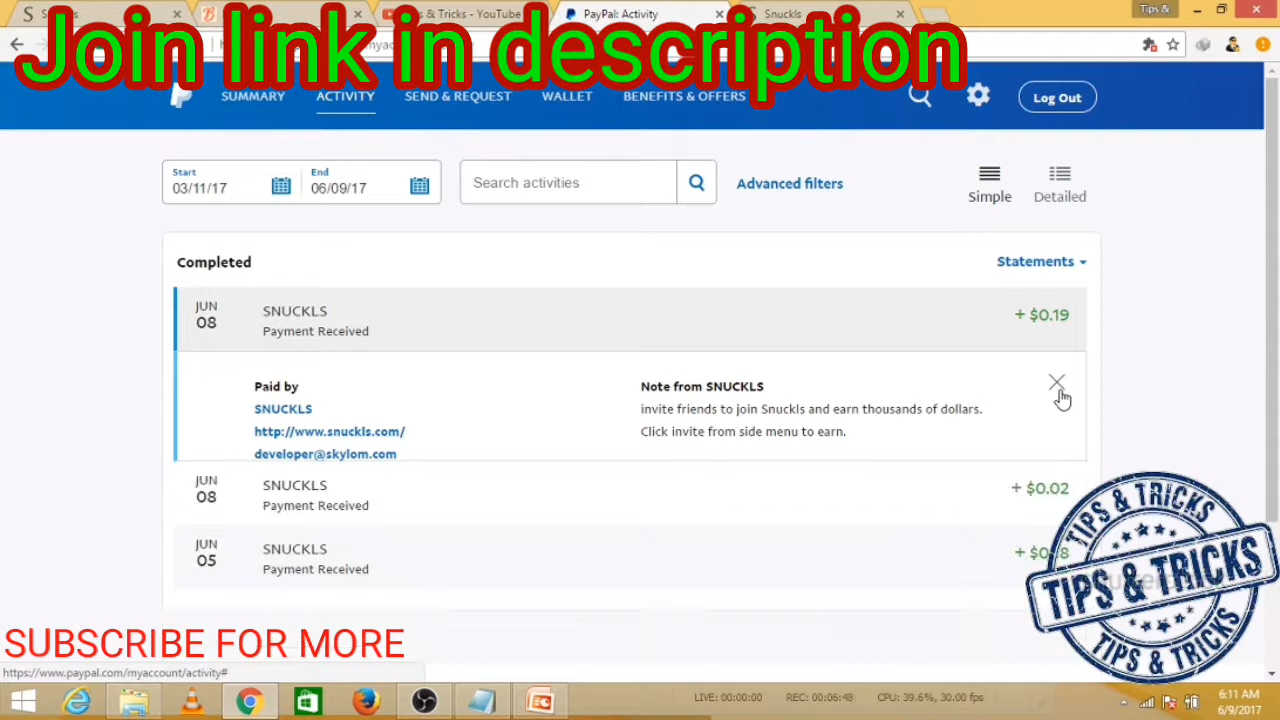 Join link in description
Tips &
s & Tricks - YouTube
PayPal: Activity
Snuckls
SUMMARY
ACTIVITY
SEND & REQUEST
WALLET
BENEFITS & OFFERS
Log Out
Start
03/11/17
End
06/09/17
Search activities
Advanced filters
Simple
Detailed
Completed
Statements
JUN
08
SNUCKLS
Payment Received
+ $0.19
Paid by
SNUCKLS
http://www.snuckls.com/
developer@skylom.com
Note from SNUCKLS
invite friends to join Snuckls and earn thousands of dollars.
Click invite from side menu to earn.
JUN
08
SNUCKLS
Payment Received
+ $0.02
JUN
05
SNUCKLS
Payment Received
TIPS & TRICKS
TIPS & TRICKS
TIPS & TRICKS
SUBSCRIBE FOR MORE
https://www.paypal.com/myaccount/activity#
LIVE: 00:00:00
REC: 00:06:48
CPU: 39.6%, 30.00 fps
6:11 AM
6/9/2017